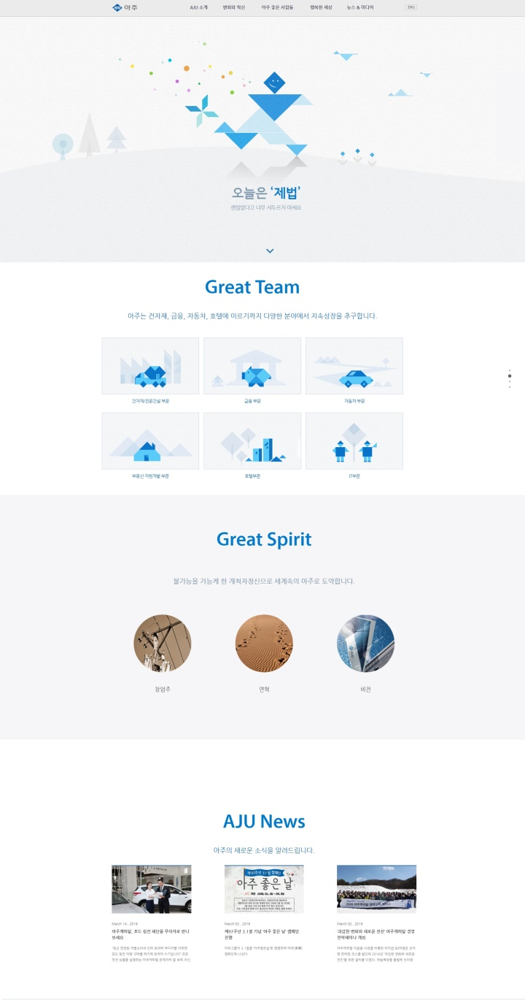 아주
AJU 소개
변화와 혁신
아주 좋은 사람들
행복한 세상
뉴스 & 미디어
ENG
오늘은 ‘제법’
괜찮았다고 너무 서두르지 마세요
Great Team
아주는 건자재, 금융, 자동차, 호텔에 이르기까지 다양한 분야에서 지속성장을 추구합니다.
건자재/전문건설 부문
금융 부문
자동차 부문
부동산 자원개발 부문
호텔부문
IT부문
Great Spirit
불가능을 가능케 한 개척자정신으로 세계속의 아주로 도약합니다.
창업주
연혁
비전
AJU News
아주의 새로운 소식을 알려드립니다.
제97주년 3.1절 캠페인
아주 좋은 날
March 14 , 2016
아주캐피탈, 포드 링컨 세단을 무이자로 만나
보세요
March 02 , 2016
제97주년 3.1절 기념 '아주 좋은 날' 캠페인
진행
March 02 , 2016
'과감한 변화와 새로운 전진' 아주캐피탈 경영
전략세미나 개최